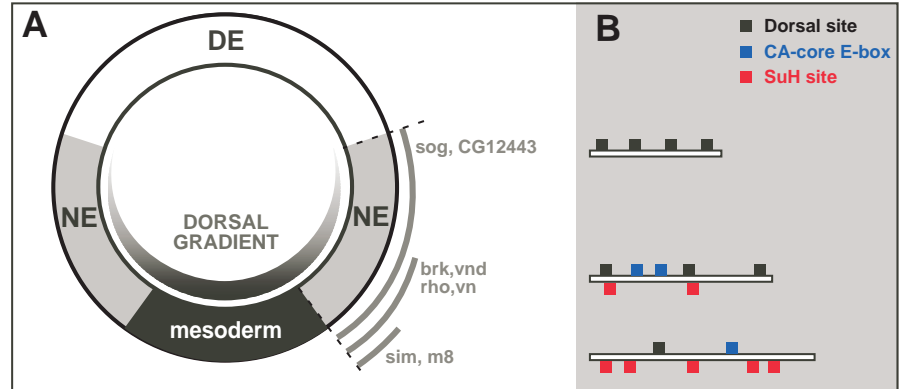 A
DE
NE
NE
DORSAL
GRADIENT
mesoderm
sog, CG12443
brk,vnd
rho,vn
sim, m8
B
Dorsal site
CA-core E-box
SuH site